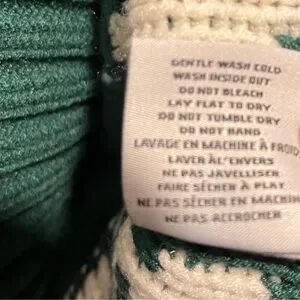 GENTLE WASH COLD
WASH INSIDE OUT
DO NOT BLEACH
LAY FLAT TO DRY
DO NOT TUMBLE DRY
DO NOT HANG
LAVAGE EN MACHINE À FROID
LAVER ÀL'ENVERS
NE PAS JAVELLISER
FAIRE SÉCHER À PLAT
NE PAS SÉCHER EN MACHINE
NE PAS ACCROCHER